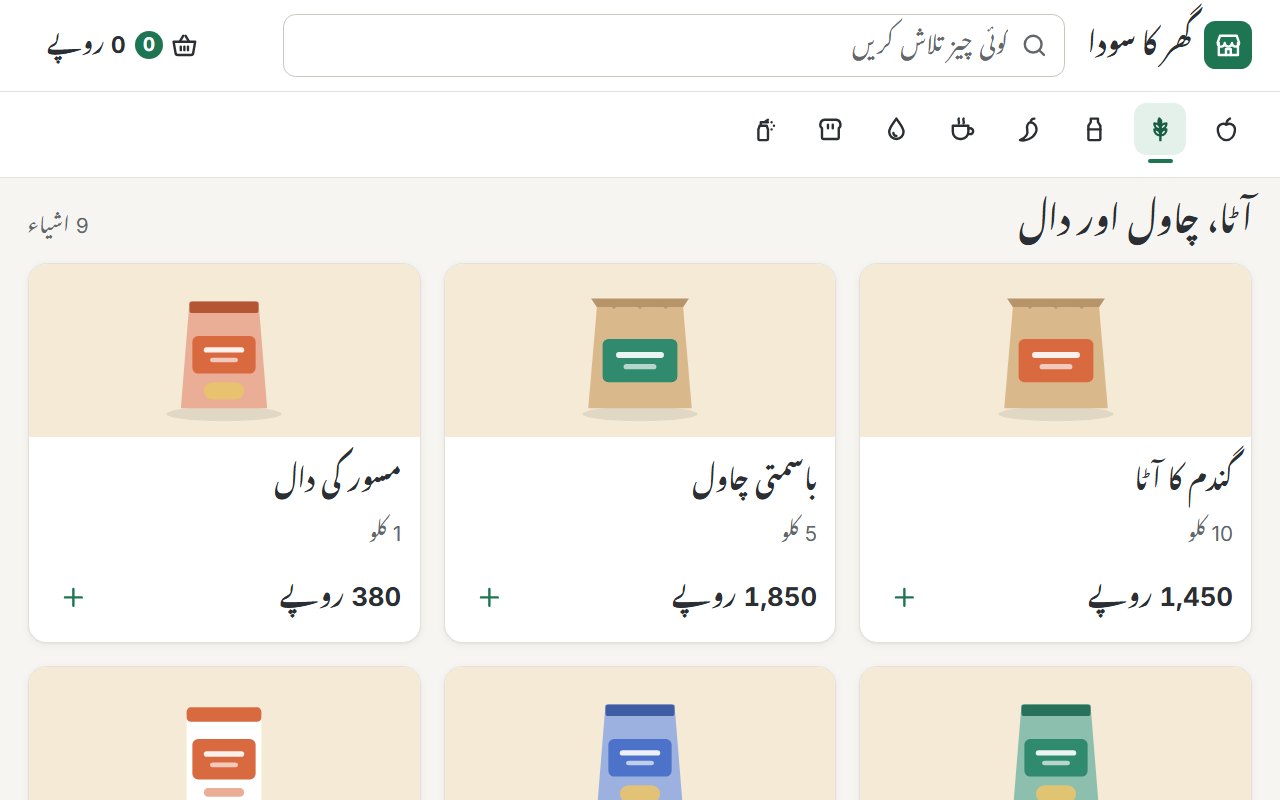 گھر کا سودا
کوئی چیز تلاش کریں
0
0 روپے
آٹا، چاول اور دال
9 اشیاء
گندم کا آٹا
10 کلو
1,450 روپے
باسمتی چاول
5 کلو
1,850 روپے
مسور کی دال
1 کلو
380 روپے